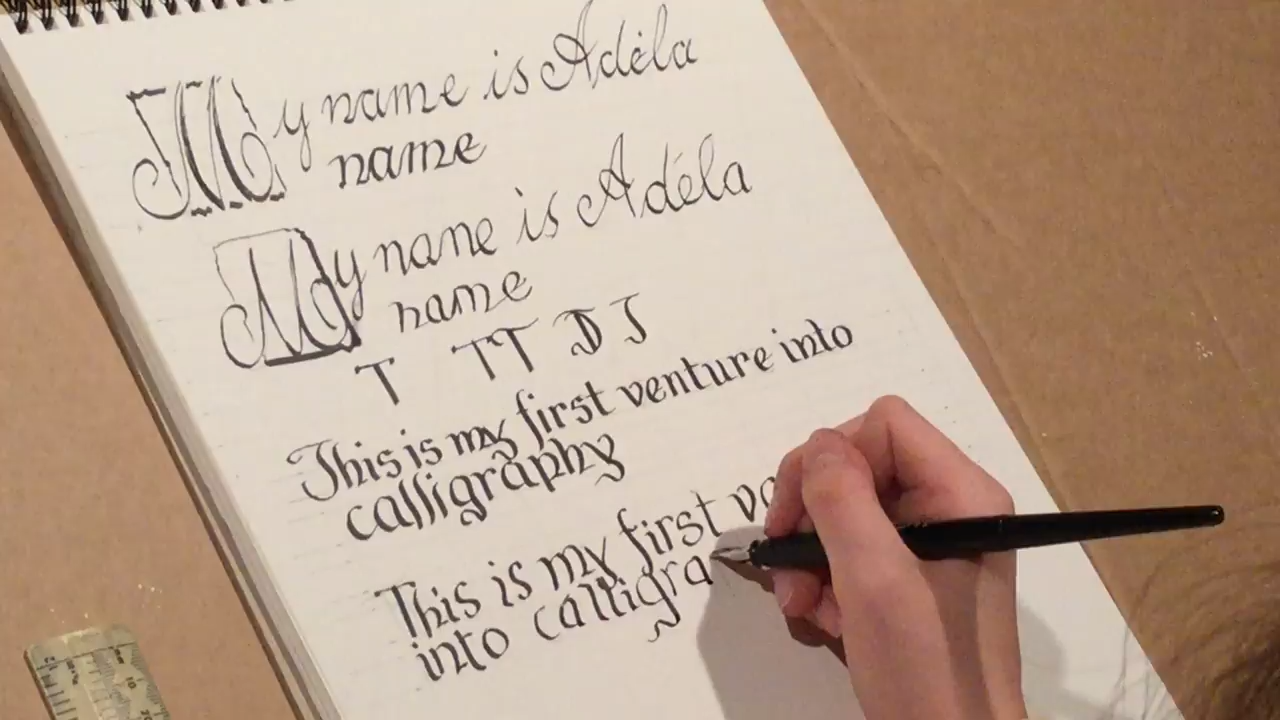 My name is Adéla
name
My nane is Adéla
name
T TT D J
This is my first venture into
calligraphy
This is my first ve
into calligra